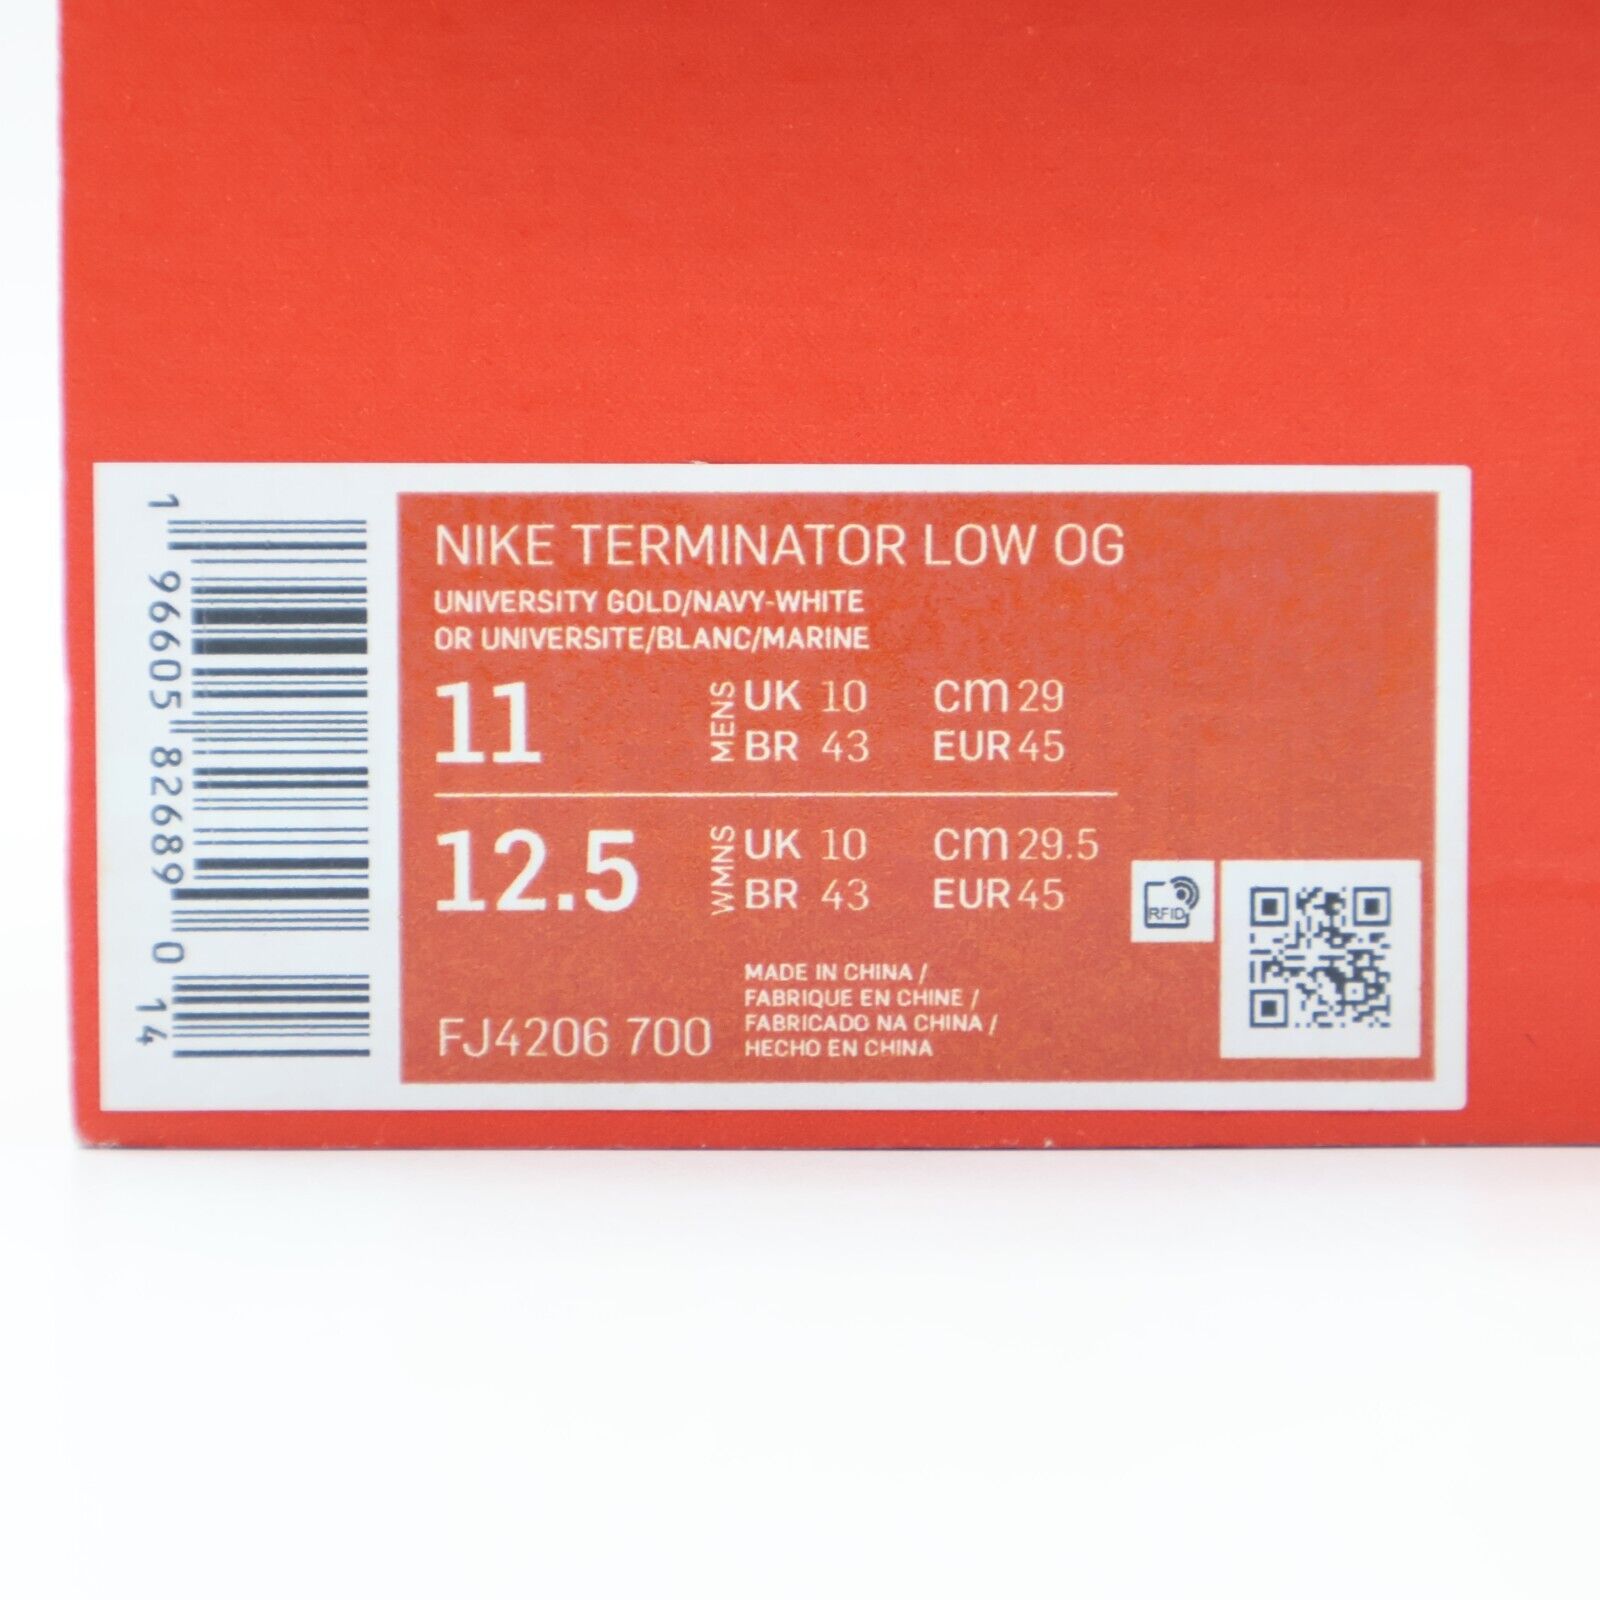 1 96605 82689 0 14
NIKE TERMINATOR LOW OG
UNIVERSITY GOLD/NAVY-WHITE
OR UNIVERSITE/BLANC/MARINE
11 MENS UK 10 CM 29
BR 43 EUR 45
12.5 WMNS UK 10 CM 29.5
BR 43 EUR 45
RFID
MADE IN CHINA /
FABRIQUE EN CHINE /
FABRICADO NA CHINA /
HECHO EN CHINA
FJ4206 700